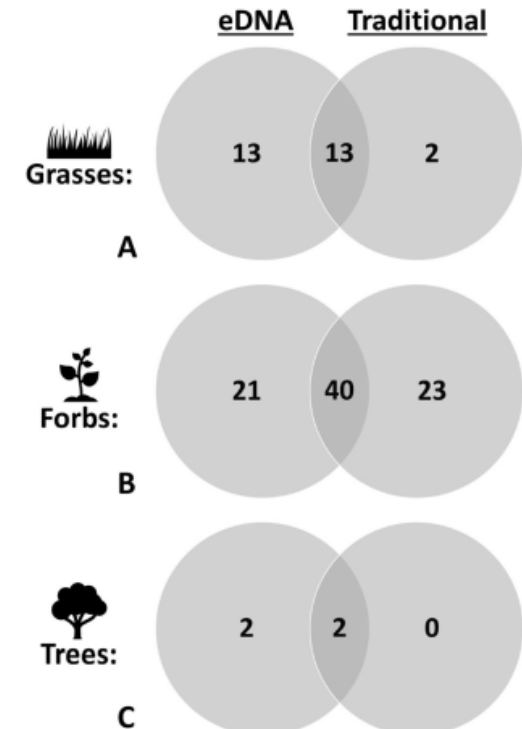 eDNA Traditional
Grasses:
13 13 2
A
Forbs:
21 40 23
B
Trees:
2 2 0
C